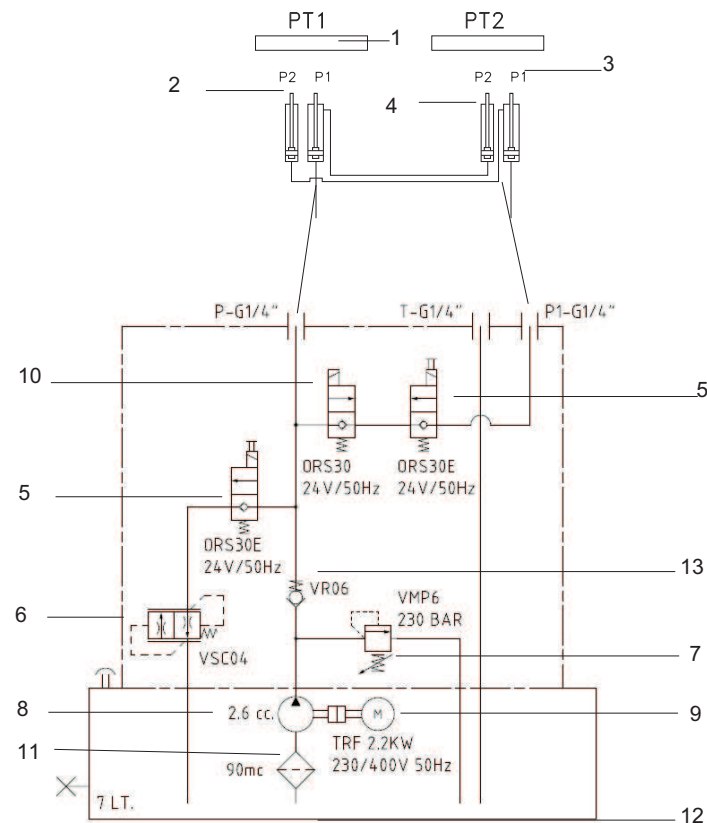 PT1
PT2
1
2
P2
P1
4
P2
P1
3
P-G1/4"
T-G1/4"
P1-G1/4"
10
5
ORS30
24V/50Hz
ORS30E
24V/50Hz
5
ORS30E
24V/50Hz
13
VR06
VMP6
230 BAR
6
VSC04
7
8
2.6 cc.
M
9
11
TRF 2.2KW
230/400V 50Hz
90mc
7 LT.
12